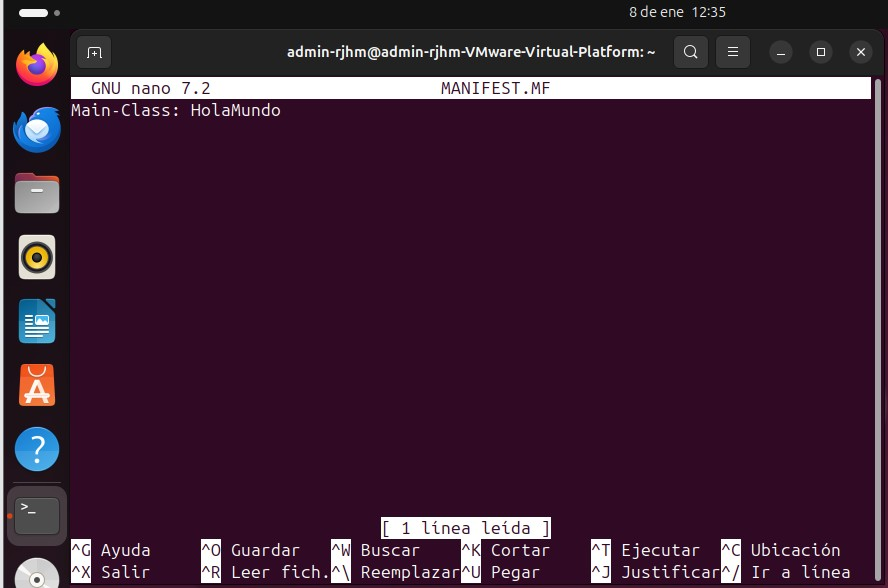 8 de ene 12:35
admin-rjhm@admin-rjhm-VMware-Virtual-Platform: ~
GNU nano 7.2 MANIFEST.MF
Main-Class: HolaMundo
[ 1 línea leída ]
^G Ayuda ^O Guardar ^W Buscar ^K Cortar ^T Ejecutar ^C Ubicación
^X Salir ^R Leer fich. ^\ Reemplazar ^U Pegar ^J Justificar ^/ Ir a línea